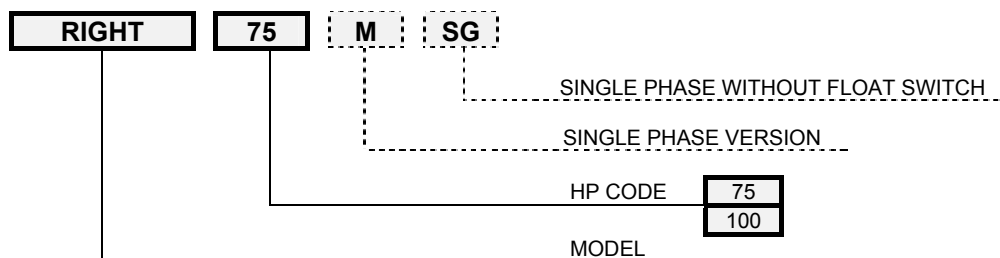 RIGHT 75 M SG
SINGLE PHASE WITHOUT FLOAT SWITCH
SINGLE PHASE VERSION
HP CODE 75
100
MODEL